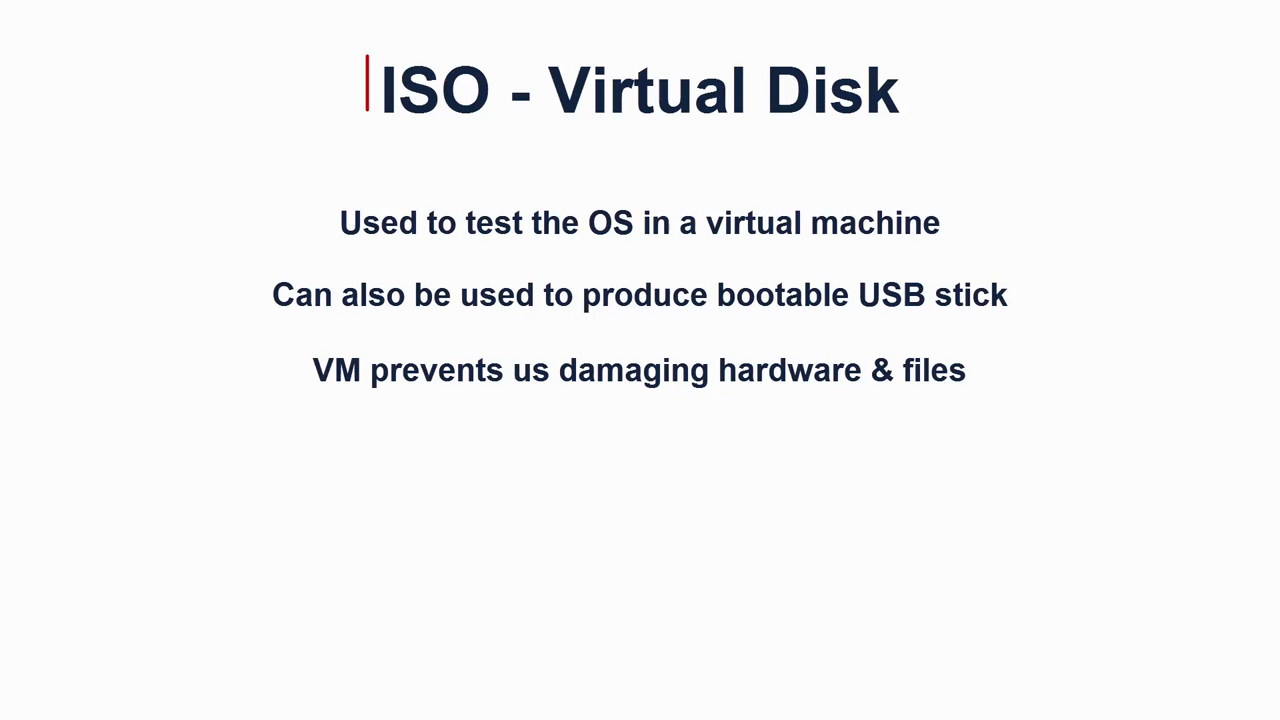 ISO - Virtual Disk
Used to test the OS in a virtual machine
Can also be used to produce bootable USB stick
VM prevents us damaging hardware & files